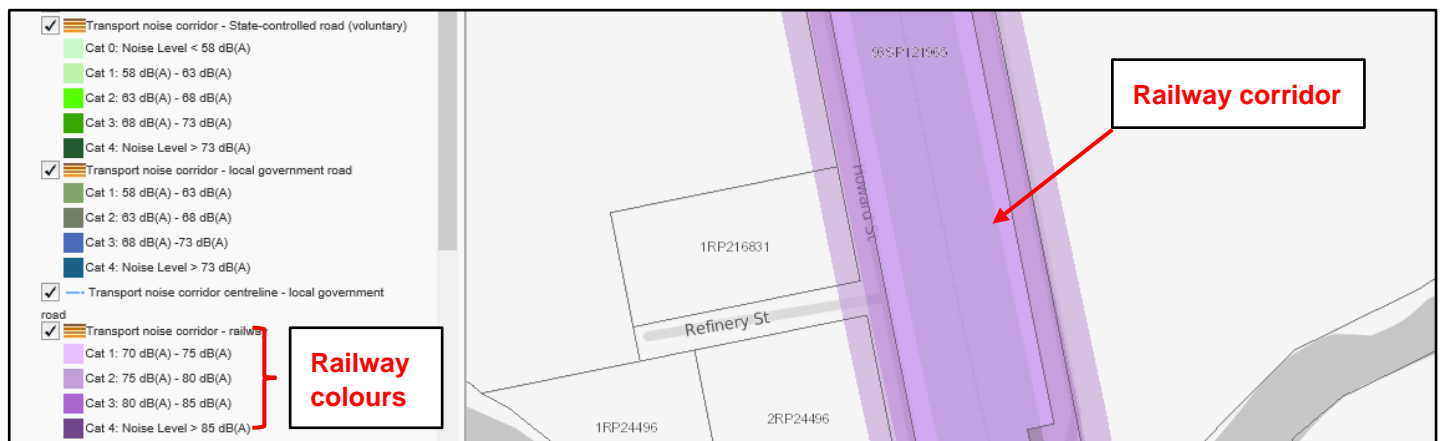 Transport noise corridor - State-controlled road (voluntary)
Cat 0: Noise Level < 58 dB(A)
Cat 1: 58 dB(A) - 63 dB(A)
Cat 2: 63 dB(A) - 68 dB(A)
Cat 3: 68 dB(A) - 73 dB(A)
Cat 4: Noise Level > 73 dB(A)
Transport noise corridor - local government road
Cat 1: 58 dB(A) - 63 dB(A)
Cat 2: 63 dB(A) - 68 dB(A)
Cat 3: 68 dB(A) -73 dB(A)
Cat 4: Noise Level > 73 dB(A)
Transport noise corridor centreline - local government
road
Transport noise corridor - railway
Cat 1: 70 dB(A) - 75 dB(A)
Cat 2: 75 dB(A) - 80 dB(A)
Cat 3: 80 dB(A) - 85 dB(A)
Cat 4: Noise Level > 85 dB(A)
Railway
colours
Railway corridor
Howard St
1RP216831
Refinery St
1RP24496
2RP24496